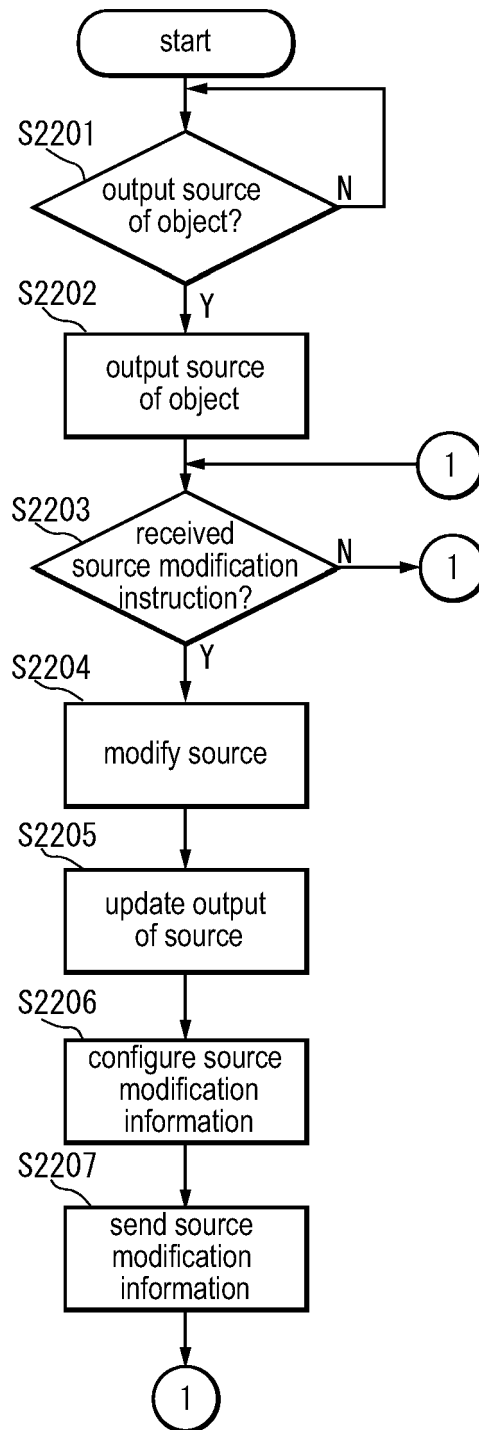 start
S2201
output source
of object?
N
Y
S2202
output source
of object
1
S2203
received
source modification
instruction?
N
1
Y
S2204
modify source
S2205
update output
of source
S2206
configure source
modification
information
S2207
send source
modification
information
1